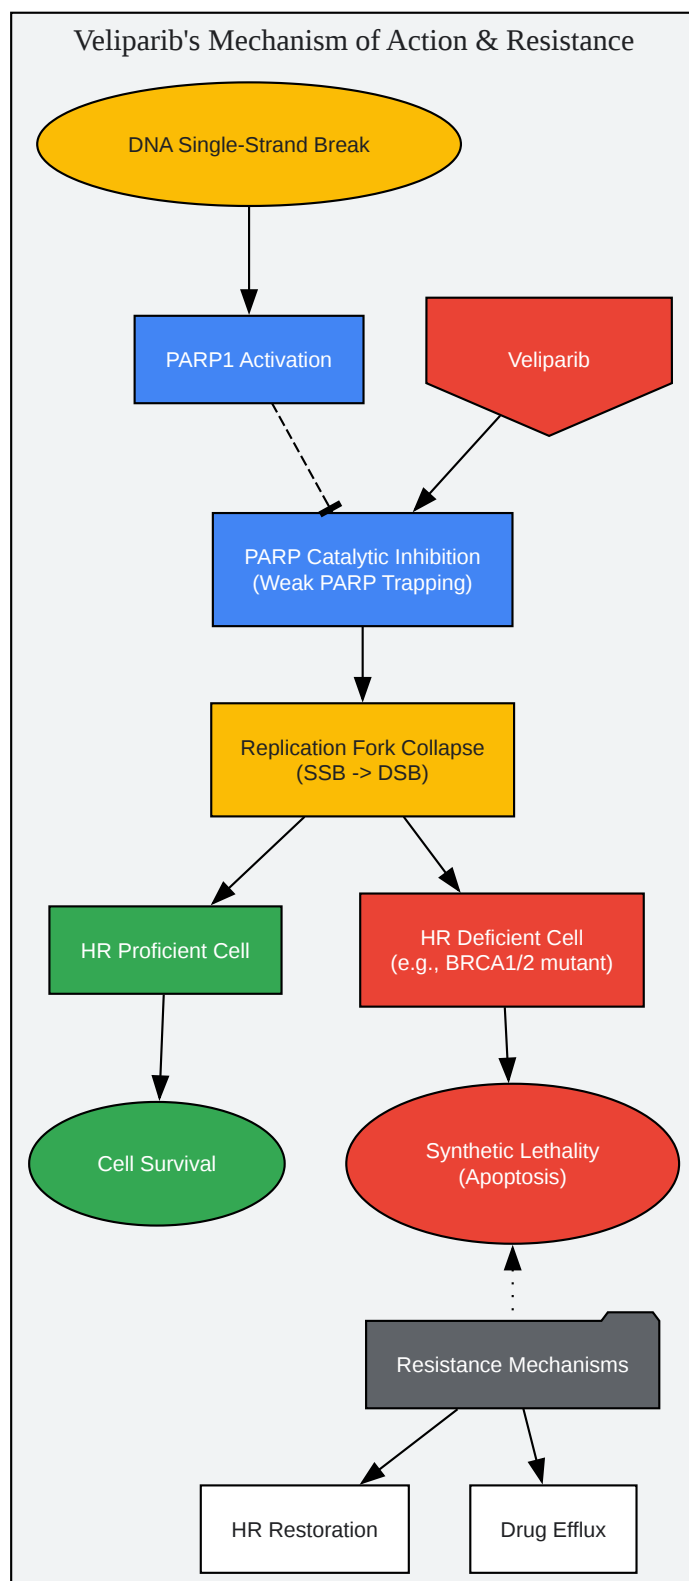 Veliparib's Mechanism of Action & Resistance
DNA Single-Strand Break
PARP1 Activation
Veliparib
PARP Catalytic Inhibition
(Weak PARP Trapping)
Replication Fork Collapse
(SSB -> DSB)
HR Proficient Cell
HR Deficient Cell
(e.g., BRCA1/2 mutant)
Cell Survival
Synthetic Lethality
(Apoptosis)
Resistance Mechanisms
HR Restoration
Drug Efflux